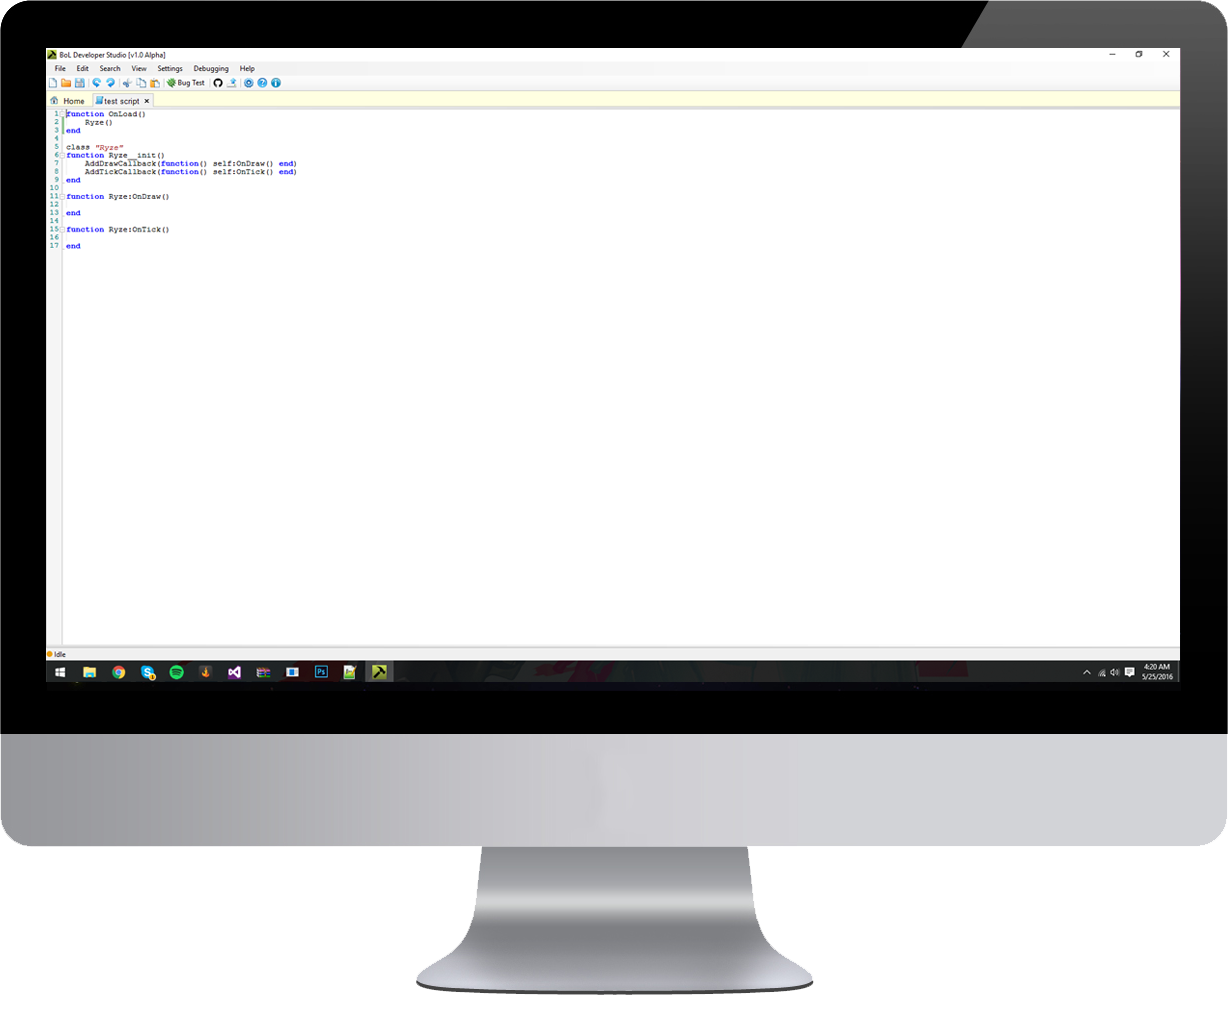 BoL Developer Studio [v1.0 Alpha]
File Edit Search View Settings Debugging Help
Bug Test
Home test script
1 function OnLoad()
2 Ryze()
3 end
4
5 class "Ryze"
6 function Ryze__init()
7 AddDrawCallback(function() self:OnDraw() end)
8 AddTickCallback(function() self:OnTick() end)
9 end
10
11 function Ryze:OnDraw()
12
13 end
14
15 function Ryze:OnTick()
16
17 end
Idle
Ps
4:20 AM
5/25/2016